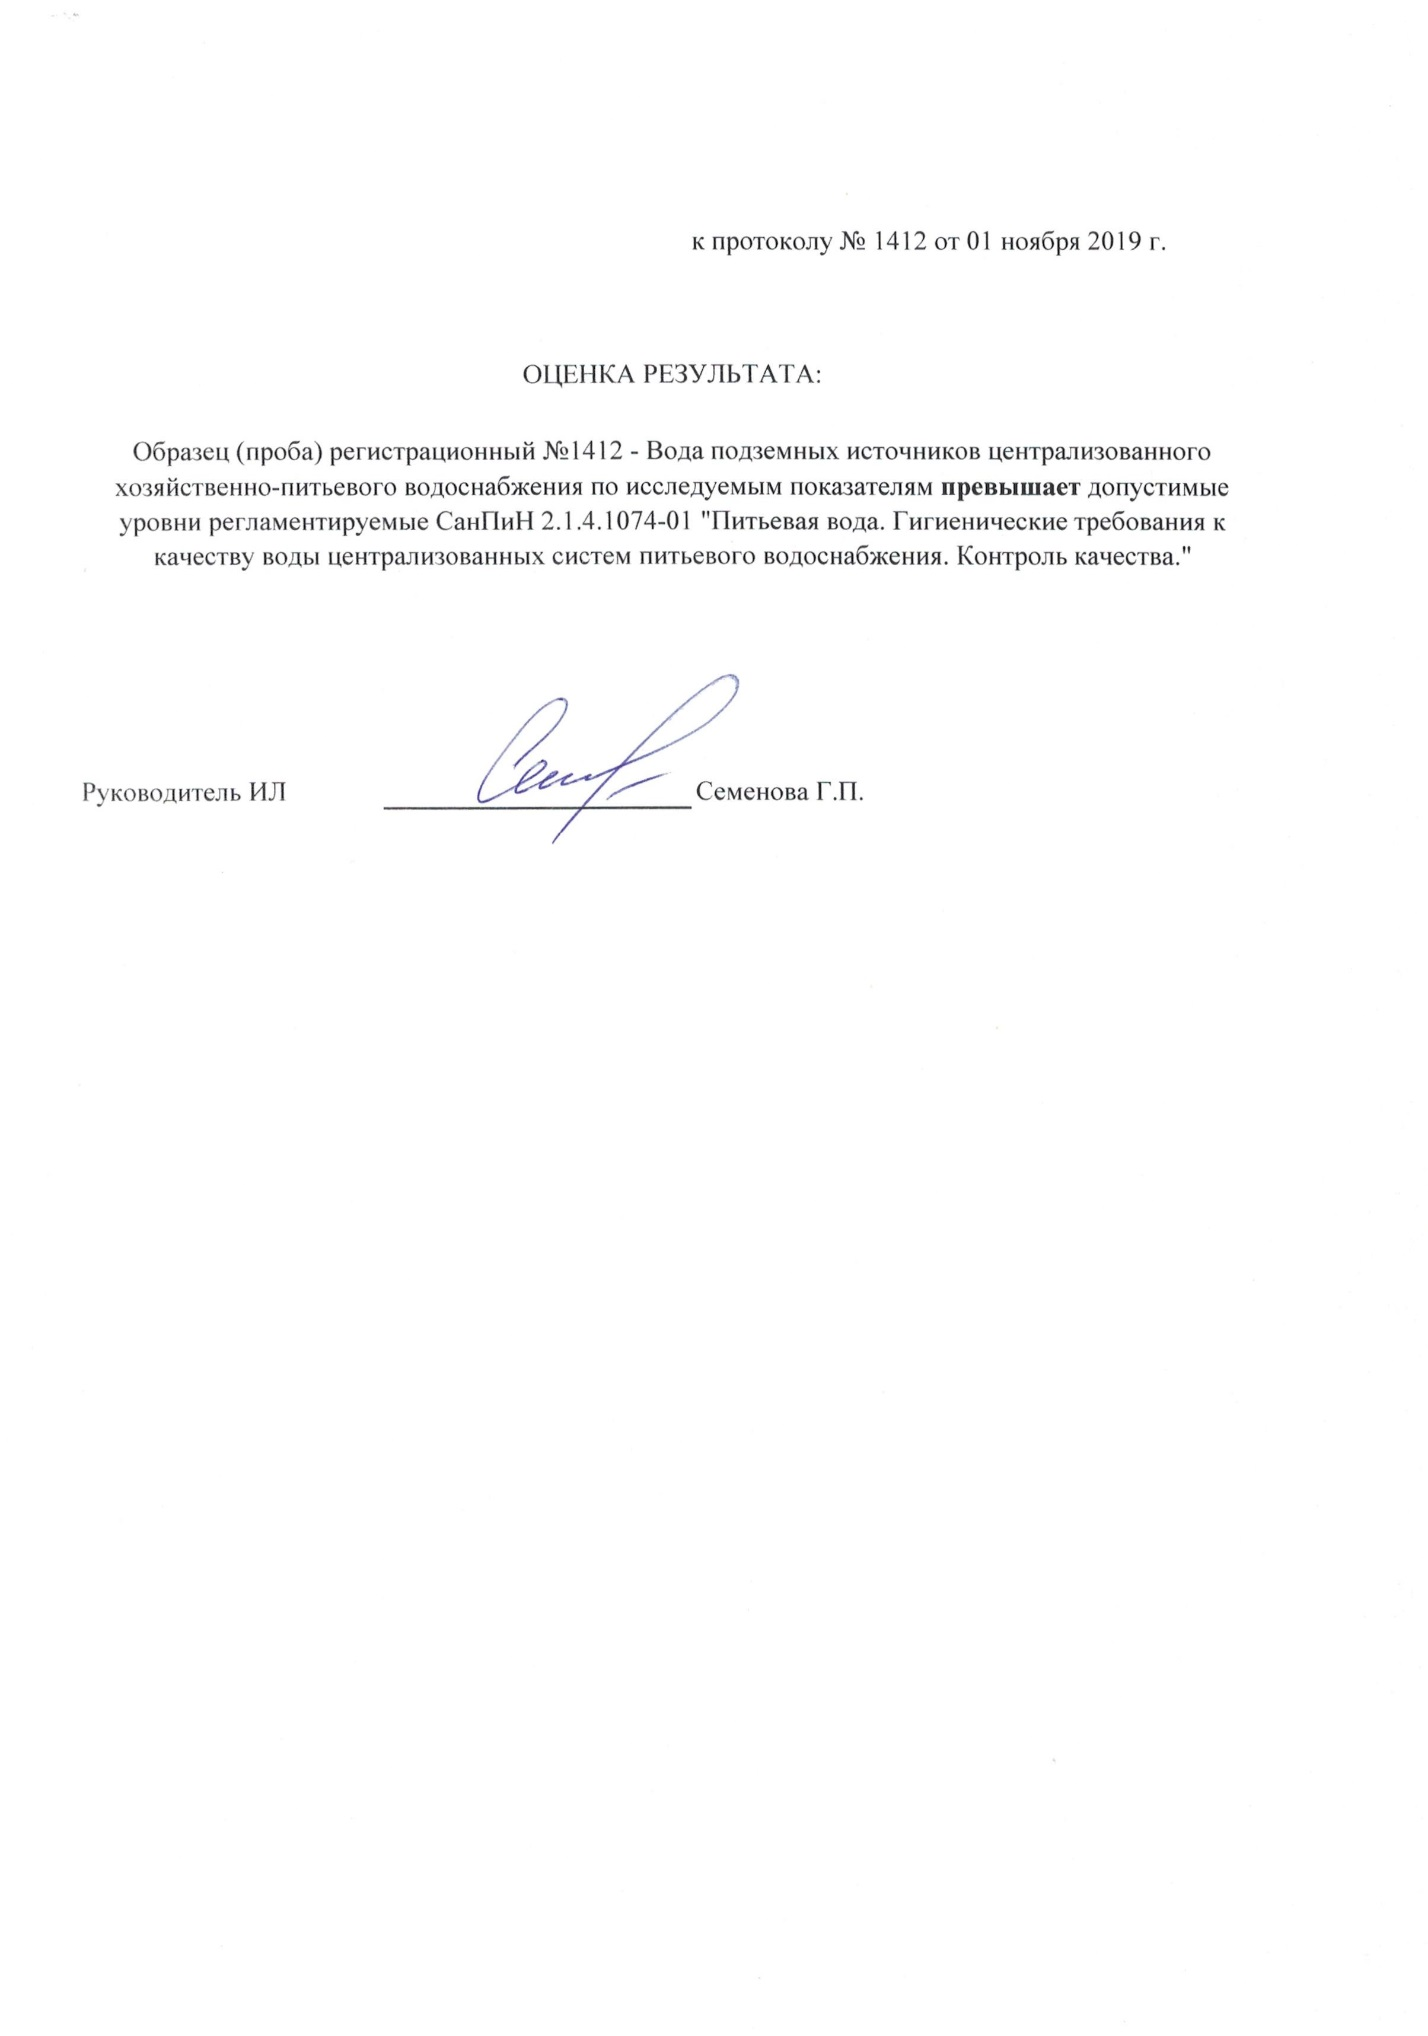 к протоколу № 1412 от 01 ноября 2019 г.
ОЦЕНКА РЕЗУЛЬТАТА:
Образец (проба) регистрационный №1412 - Вода подземных источников централизованного
хозяйственно-питьевого водоснабжения по исследуемым показателям превышает допустимые
уровни регламентируемые СанПиН 2.1.4.1074-01 "Питьевая вода. Гигиенические требования к
качеству воды централизованных систем питьевого водоснабжения. Контроль качества."
Руководитель ИЛ Семенова Г.П.